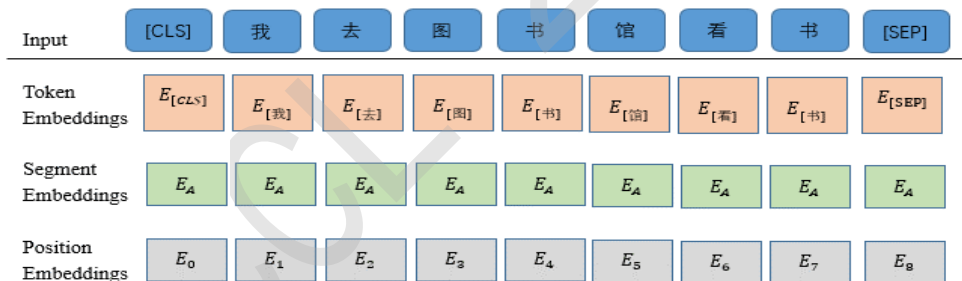 Input [CLS] 我 去 图 书 馆 看 书 [SEP]
Token Embeddings E[CLS] E[我] E[去] E[图] E[书] E[馆] E[看] E[书] E[SEP]
Segment Embeddings EA EA EA EA EA EA EA EA EA
Position Embeddings E0 E1 E2 E3 E4 E5 E6 E7 E8